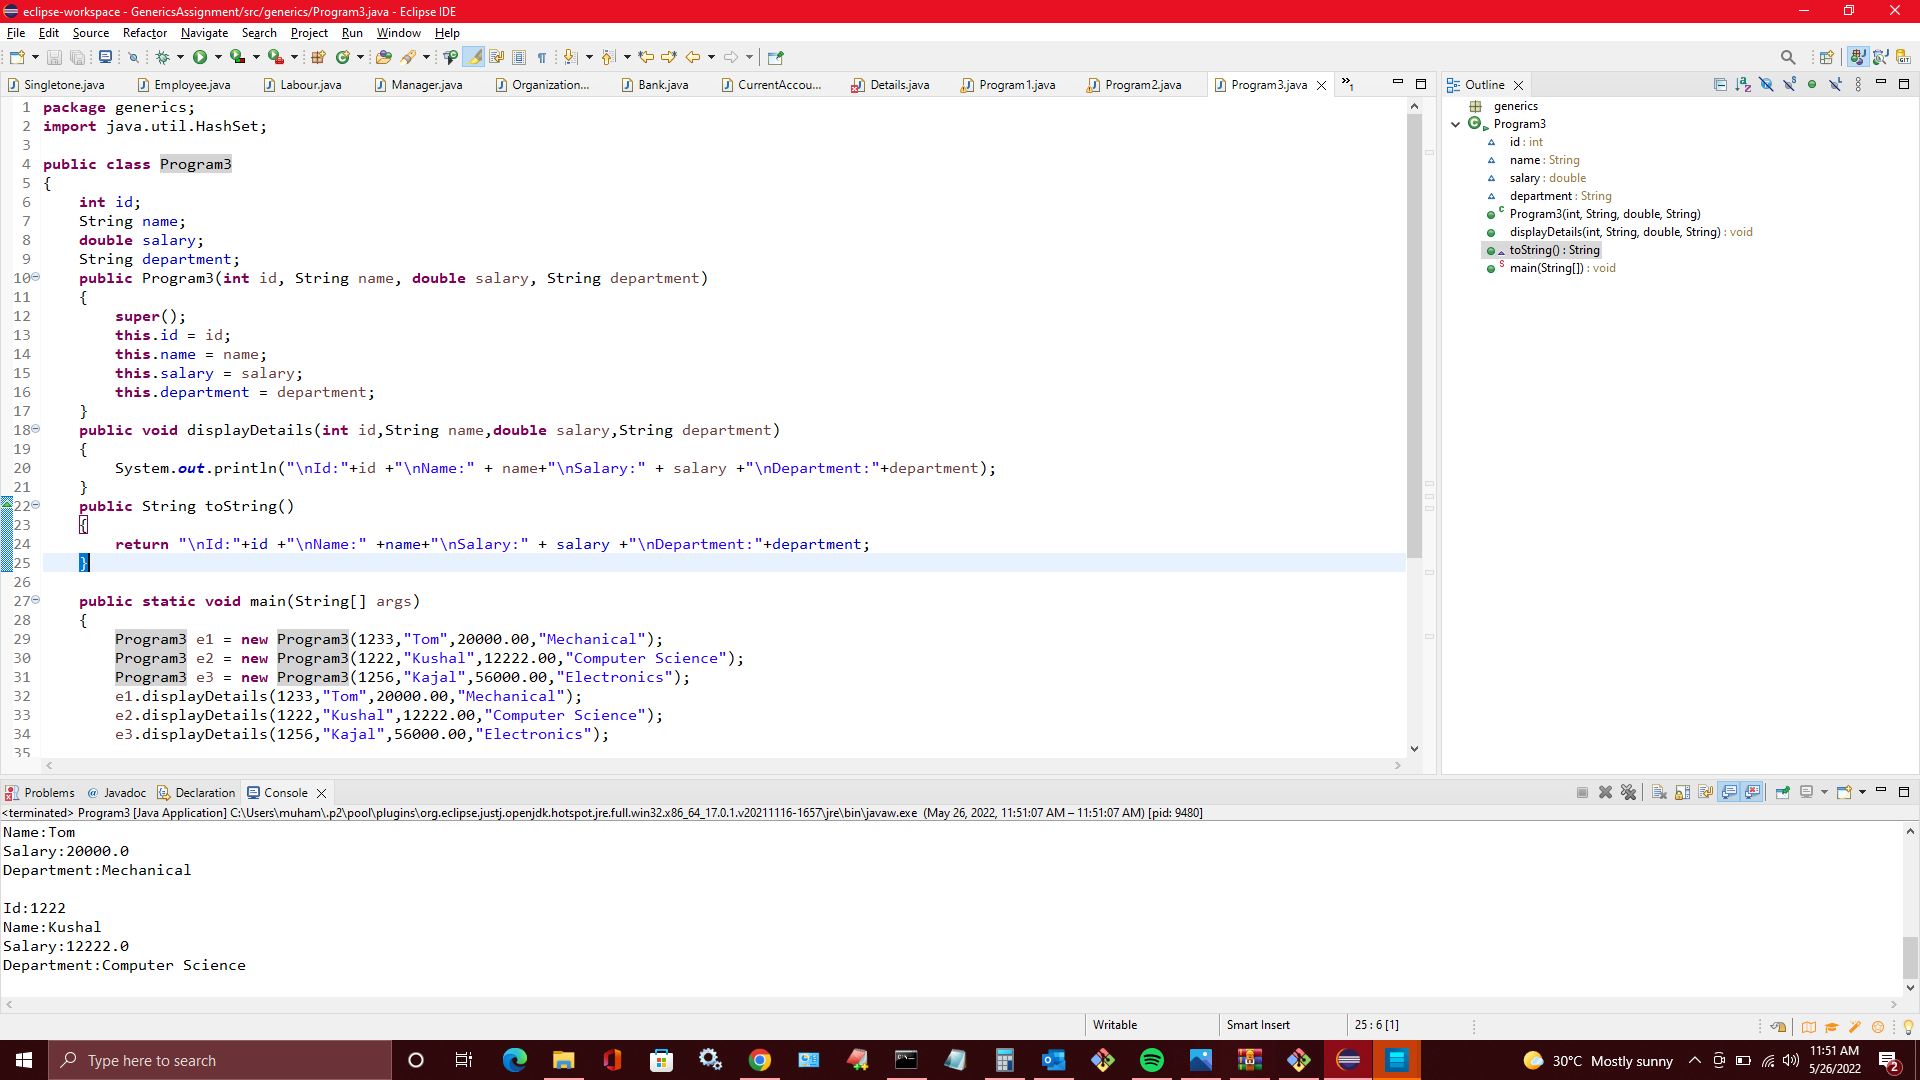 eclipse-workspace - GenericsAssignment/src/generics/Program3.java - Eclipse IDE
File Edit Source Refactor Navigate Search Project Run Window Help
Singletone.java Employee.java Labour.java Manager.java Organization... Bank.java CurrentAccou... Details.java Program1.java Program2.java Program3.java »1
Outline
generics
Program3
id : int
name : String
salary : double
department : String
Program3(int, String, double, String)
displayDetails(int, String, double, String) : void
toString() : String
main(String[]) : void
1 package generics;
2 import java.util.HashSet;
3
4 public class Program3
5 {
6 int id;
7 String name;
8 double salary;
9 String department;
10 public Program3(int id, String name, double salary, String department)
11 {
12 super();
13 this.id = id;
14 this.name = name;
15 this.salary = salary;
16 this.department = department;
17 }
18 public void displayDetails(int id,String name,double salary,String department)
19 {
20 System.out.println("\nId:"+id +"\nName:" + name+"\nSalary:" + salary +"\nDepartment:"+department);
21 }
22 public String toString()
23 {
24 return "\nId:"+id +"\nName:" +name+"\nSalary:" + salary +"\nDepartment:"+department;
25 }
26
27 public static void main(String[] args)
28 {
29 Program3 e1 = new Program3(1233,"Tom",20000.00,"Mechanical");
30 Program3 e2 = new Program3(1222,"Kushal",12222.00,"Computer Science");
31 Program3 e3 = new Program3(1256,"Kajal",56000.00,"Electronics");
32 e1.displayDetails(1233,"Tom",20000.00,"Mechanical");
33 e2.displayDetails(1222,"Kushal",12222.00,"Computer Science");
34 e3.displayDetails(1256,"Kajal",56000.00,"Electronics");
35
Problems @ Javadoc Declaration Console
<terminated> Program3 [Java Application] C:\Users\muham\.p2\pool\plugins\org.eclipse.justj.openjdk.hotspot.jre.full.win32.x86_64_17.0.1.v20211116-1657\jre\bin\javaw.exe (May 26, 2022, 11:51:07 AM – 11:51:07 AM) [pid: 9480]
Name:Tom
Salary:20000.0
Department:Mechanical
Id:1222
Name:Kushal
Salary:12222.0
Department:Computer Science
Writable Smart Insert 25 : 6 [1]
Type here to search
30°C Mostly sunny
11:51 AM
5/26/2022
2